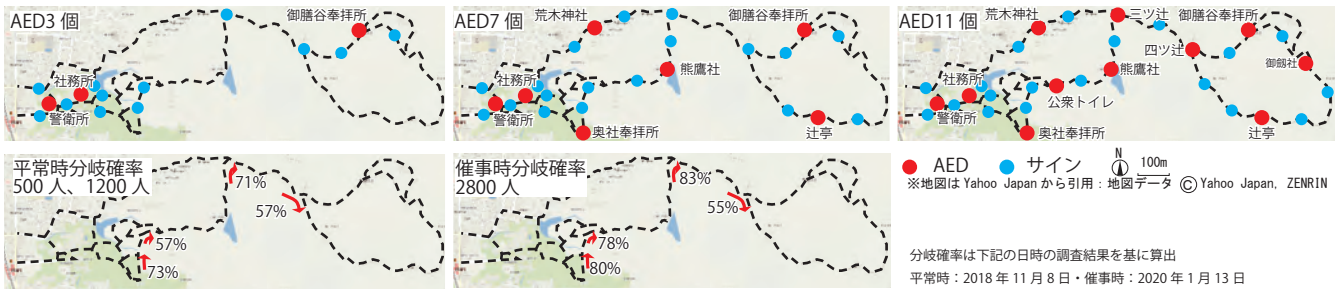 AED3 個
御膳谷奉拝所
社務所
警衛所
AED7 個
荒木神社
御膳谷奉拝所
熊鷹社
社務所
警衛所
奥社奉拝所
辻亭
AED11 個
荒木神社
三ツ辻
御膳谷奉拝所
四ツ辻
御劔社
熊鷹社
社務所
公衆トイレ
警衛所
奥社奉拝所
辻亭
平常時分岐確率
500 人、1200 人
71%
57%
57%
73%
催事時分岐確率
2800 人
83%
55%
78%
80%
AED
サイン
N
100m
※地図は Yahoo Japan から引用：地図データ Ⓒ Yahoo Japan, ZENRIN
分岐確率は下記の日時の調査結果を基に算出
平常時：2018 年 11 月 8 日・催事時：2020 年 1 月 13 日